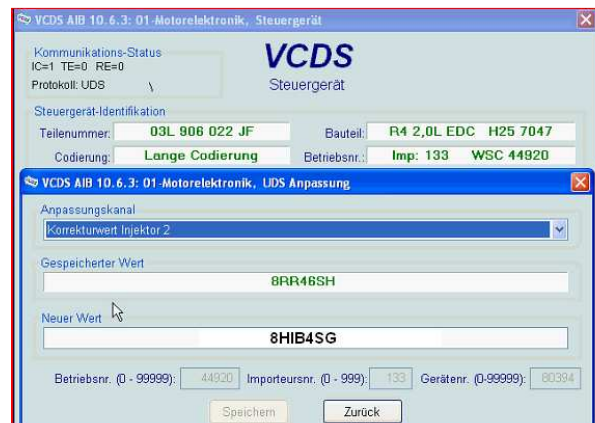 VCDS AIB 10.6.3: 01-Motorelektronik, Steuergerät
Kommunikations-Status
IC=1 TE=0 RE=0
Protokoll: UDS \
VCDS
Steuergerät
Steuergerät-Identifikation
Teilenummer: 03L 906 022 JF Bauteil: R4 2,0L EDC H25 7047
Codierung: Lange Codierung Betriebsnr.: Imp: 133 WSC 44920
VCDS AIB 10.6.3: 01-Motorelektronik, UDS Anpassung
Anpassungskanal
Korrekturwert Injektor 2
Gespeicherter Wert
8RR46SH
Neuer Wert
8HIB4SG
Betriebsnr. (0 - 99999): 44920 Importeursnr. (0 - 999): 133 Gerätenr. (0-99999): 80394
Speichern Zurück